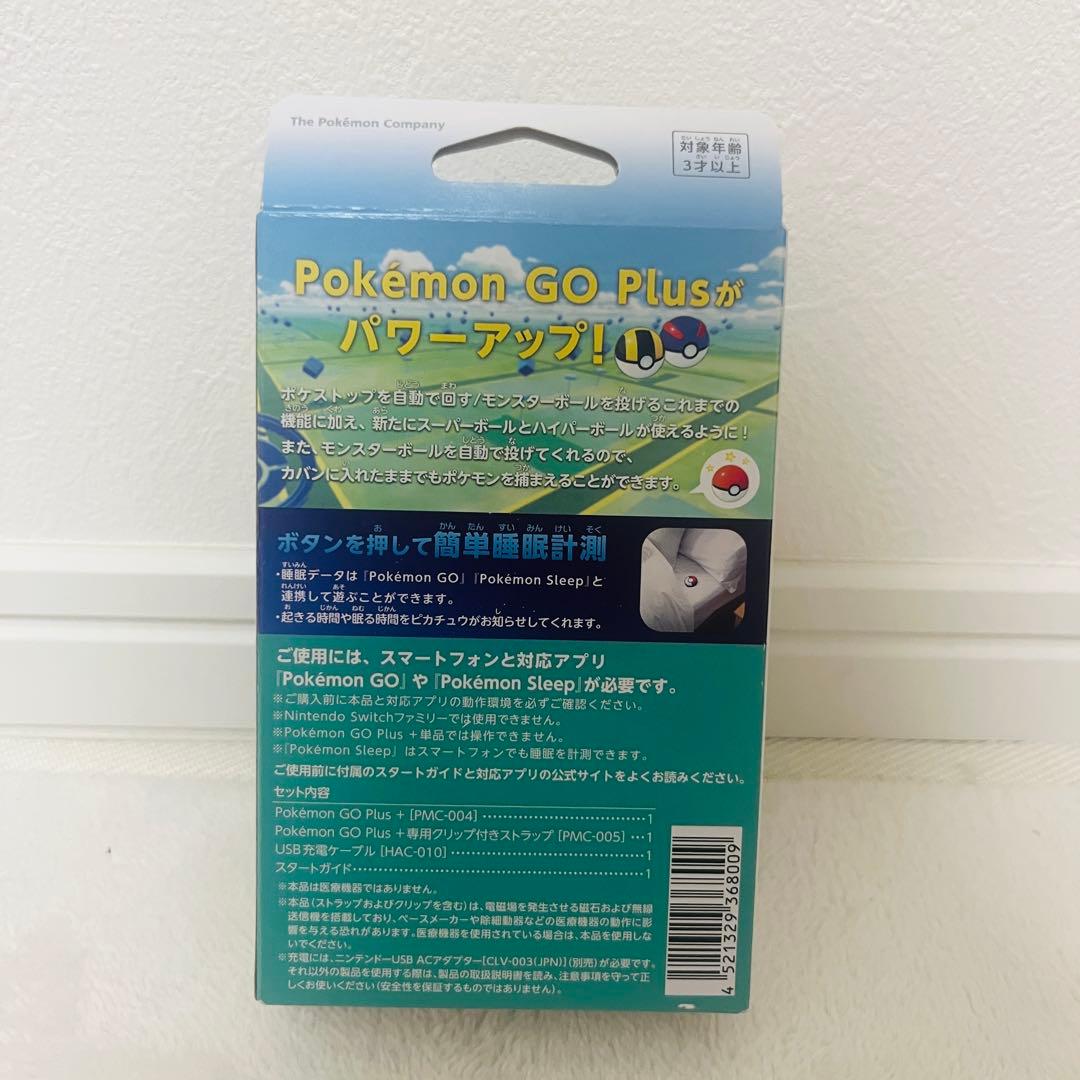 The Pokémon Company
対象年齢
3才以上
Pokémon GO Plusが
パワーアップ!
ポケストップを自動で回す/モンスターボールを投げるこれまでの
機能に加え、新たにスーパーボールとハイパーボールが使えるように!
また、モンスターボールを自動で投げてくれるので、
カバンに入れたままでもポケモンを捕まえることができます。
ボタンを押して簡単睡眠計測
・睡眠データは『Pokémon GO』『Pokémon Sleep』と
連携して遊ぶことができます。
・起きる時間や眠る時間をピカチュウがお知らせしてくれます。
ご使用には、スマートフォンと対応アプリ
『Pokémon GO』や『Pokémon Sleep』が必要です。
※ご購入前に本品と対応アプリの動作環境を必ずご確認ください。
※Nintendo Switchファミリーでは使用できません。
※Pokémon GO Plus +単品では操作できません。
※『Pokémon Sleep』はスマートフォンでも睡眠を計測できます。
ご使用前に付属のスタートガイドと対応アプリの公式サイトをよくお読みください。
セット内容
Pokémon GO Plus + [PMC-004] 1
Pokémon GO Plus +専用クリップ付きストラップ [PMC-005] 1
USB充電ケーブル [HAC-010] 1
スタートガイド 1
※本品は医療機器ではありません。
※本品(ストラップおよびクリップを含む)は、電磁場を発生させる磁石および無線
送信機を搭載しており、ペースメーカーや除細動器などの医療機器の動作に影
響を与える恐れがあります。医療機器を使用されている場合は、本品を使用しな
いでください。
※充電には、ニンテンドーUSB ACアダプター[CLV-003(JPN)](別売)が必要です。
それ以外の製品を使用する際は、製品の取扱説明書を読み、注意事項を守って正
しくお使いください(安全性を保証するものではありません)。
4 521329 368009